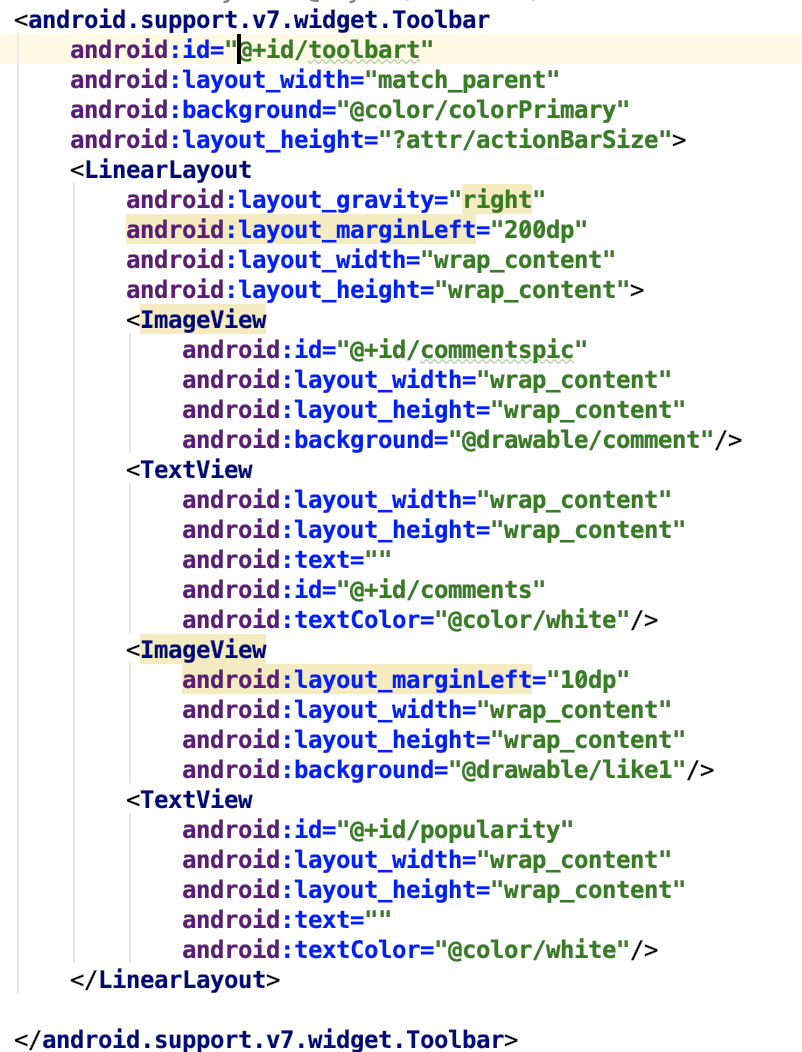 <android.support.v7.widget.Toolbar
    android:id="@+id/toolbart"
    android:layout_width="match_parent"
    android:background="@color/colorPrimary"
    android:layout_height="?attr/actionBarSize">
    <LinearLayout
        android:layout_gravity="right"
        android:layout_marginLeft="200dp"
        android:layout_width="wrap_content"
        android:layout_height="wrap_content">
        <ImageView
            android:id="@+id/commentspic"
            android:layout_width="wrap_content"
            android:layout_height="wrap_content"
            android:background="@drawable/comment"/>
        <TextView
            android:layout_width="wrap_content"
            android:layout_height="wrap_content"
            android:text=""
            android:id="@+id/comments"
            android:textColor="@color/white"/>
        <ImageView
            android:layout_marginLeft="10dp"
            android:layout_width="wrap_content"
            android:layout_height="wrap_content"
            android:background="@drawable/like1"/>
        <TextView
            android:id="@+id/popularity"
            android:layout_width="wrap_content"
            android:layout_height="wrap_content"
            android:text=""
            android:textColor="@color/white"/>
    </LinearLayout>
</android.support.v7.widget.Toolbar>